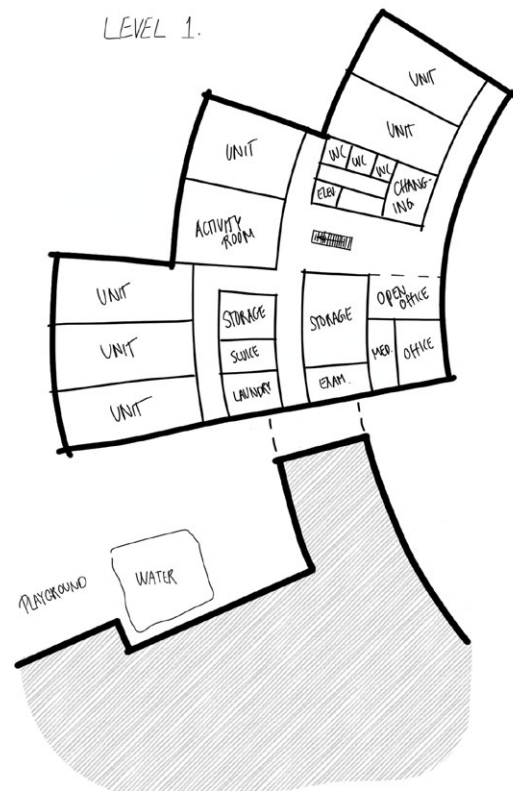 LEVEL 1.
UNIT
UNIT
UNIT
WC
WC
WC
ELEV
CHANG-
ING
ACTIVITY
ROOM
UNIT
UNIT
UNIT
STORAGE
SLUICE
LAUNDRY
STORAGE
EXAM.
OPEN
OFFICE
MED.
OFFICE
PLAYGROUND
WATER